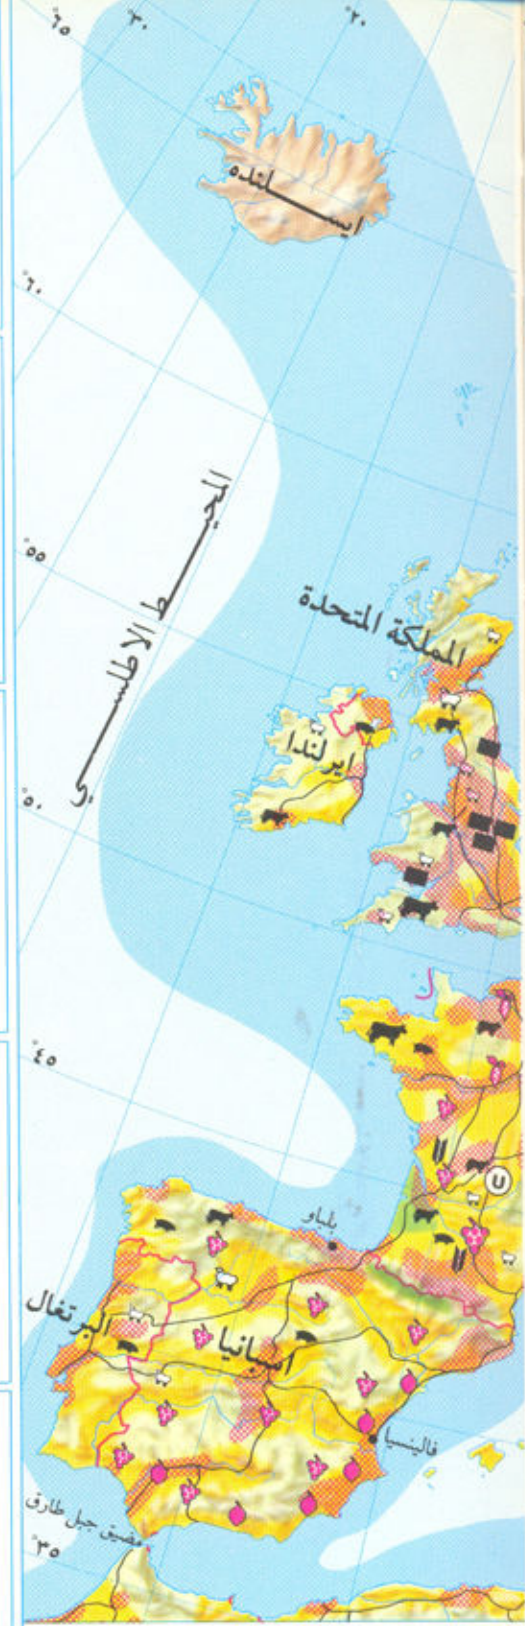 °٦٥
°٣٠
°٢٠
ايسلنده
°٦٠
المحيط الاطلسي
°٥٥
المملكة المتحدة
ايرلندا
°٥٠
°٤٥
U
بلباو
البرتغال
اسبانيا
فالينسيا
مضيق جبل طارق
°٣٥